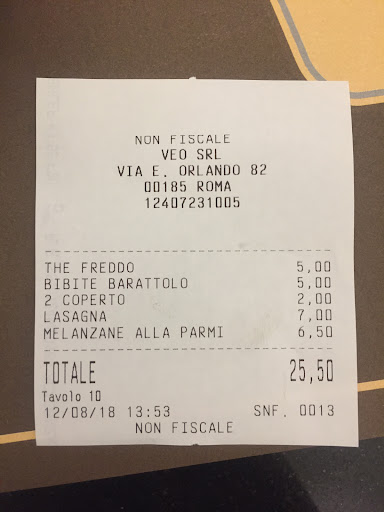 NON FISCALE
VEO SRL
VIA E. ORLANDO 82
00185 ROMA
12407231005
THE FREDDO 5,00
BIBITE BARATTOLO 5,00
2 COPERTO 2,00
LASAGNA 7,00
MELANZANE ALLA PARMI 6,50
TOTALE 25,50
Tavolo 10
12/08/18 13:53 SNF. 0013
NON FISCALE